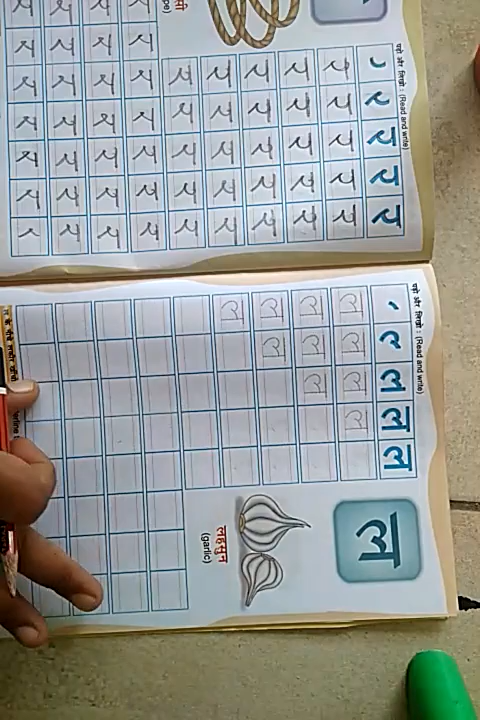 पढ़ो और लिखो : (Read and write)
र र र
र र र र र
र र र र र
र र र र र
र र र र र
र र र र र
र र र र र र र
र र र र र र र
र र र र र र र
र र र र र र र
पढ़ो और लिखो : (Read and write)
ल ल ल
ल ल ल ल
ल ल ल
ल ल
ल
ल
लहसुन
(garlic)